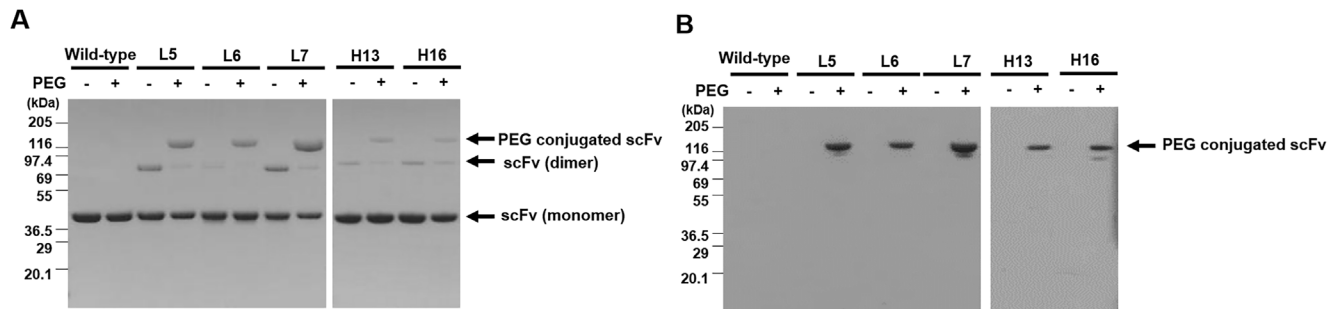 A
Wild-type L5 L6 L7 H13 H16
PEG - + - + - + - + - + - +
(kDa)
205
116
97.4
69
55
36.5
29
20.1
PEG conjugated scFv
scFv (dimer)
scFv (monomer)
B
Wild-type L5 L6 L7 H13 H16
PEG - + - + - + - + - + - +
(kDa)
205
116
97.4
69
55
36.5
29
20.1
PEG conjugated scFv